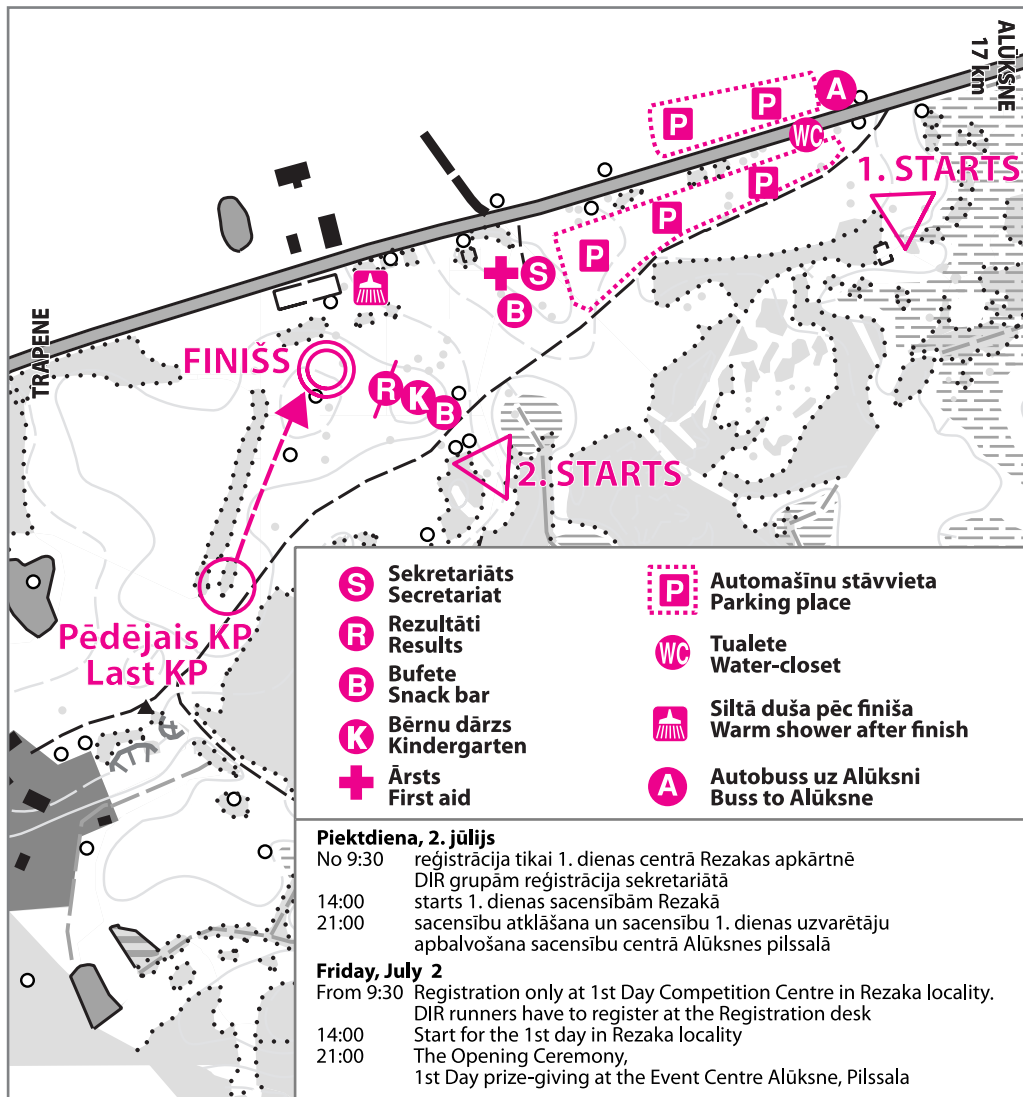 ALŪKSNE
17 km
A
P
P
WC
1. STARTS
P
P
P
S
B
TRAPENE
FINIŠS
R
K
B
2. STARTS
Pēdējais KP
Last KP
S
Sekretariāts
Secretariat
R
Rezultāti
Results
B
Bufete
Snack bar
K
Bērnu dārzs
Kindergarten
Ārsts
First aid
P
Automašīnu stāvvieta
Parking place
WC
Tualete
Water-closet
Siltā duša pēc finiša
Warm shower after finish
A
Autobuss uz Alūksni
Buss to Alūksne
Piektdiena, 2. jūlijs
No 9:30 reģistrācija tikai 1. dienas centrā Rezakas apkārtnē
DIR grupām reģistrācija sekretariātā
14:00 starts 1. dienas sacensībām Rezakā
21:00 sacensību atklāšana un sacensību 1. dienas uzvarētāju
apbalvošana sacensību centrā Alūksnes pilssalā
Friday, July 2
From 9:30 Registration only at 1st Day Competition Centre in Rezaka locality.
DIR runners have to register at the Registration desk
14:00 Start for the 1st day in Rezaka locality
21:00 The Opening Ceremony,
1st Day prize-giving at the Event Centre Alūksne, Pilssala